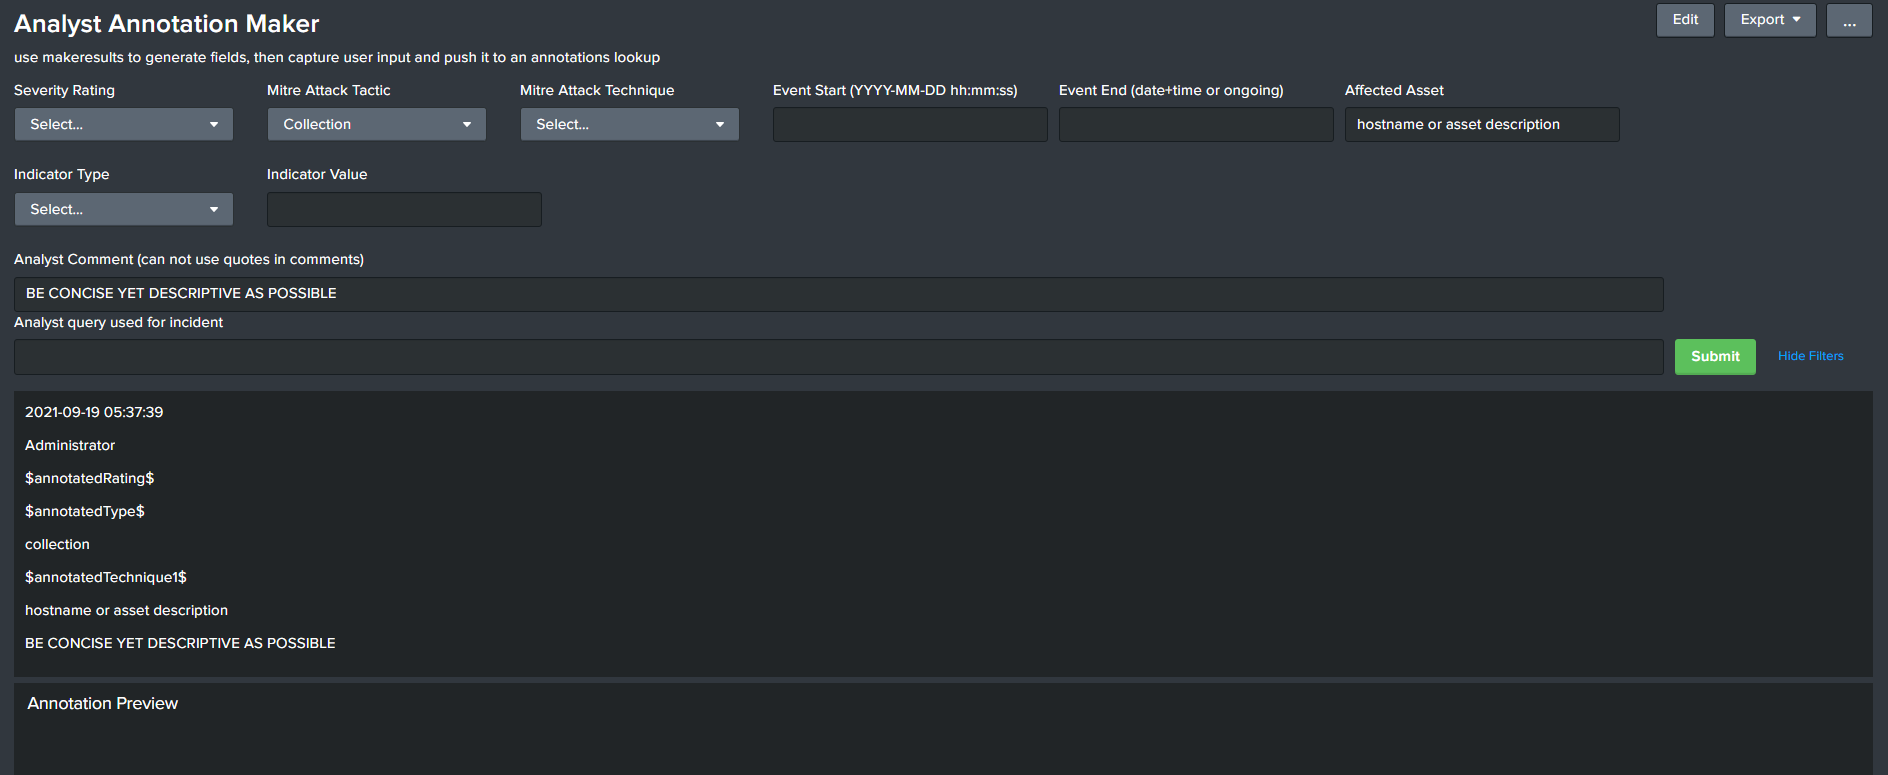 Analyst Annotation Maker
Edit
Export
...
use makeresults to generate fields, then capture user input and push it to an annotations lookup
Severity Rating
Mitre Attack Tactic
Mitre Attack Technique
Event Start (YYYY-MM-DD hh:mm:ss)
Event End (date+time or ongoing)
Affected Asset
Select...
Collection
Select...
hostname or asset description
Indicator Type
Indicator Value
Select...
Analyst Comment (can not use quotes in comments)
BE CONCISE YET DESCRIPTIVE AS POSSIBLE
Analyst query used for incident
Submit
Hide Filters
2021-09-19 05:37:39
Administrator
$annotatedRating$
$annotatedType$
collection
$annotatedTechnique1$
hostname or asset description
BE CONCISE YET DESCRIPTIVE AS POSSIBLE
Annotation Preview